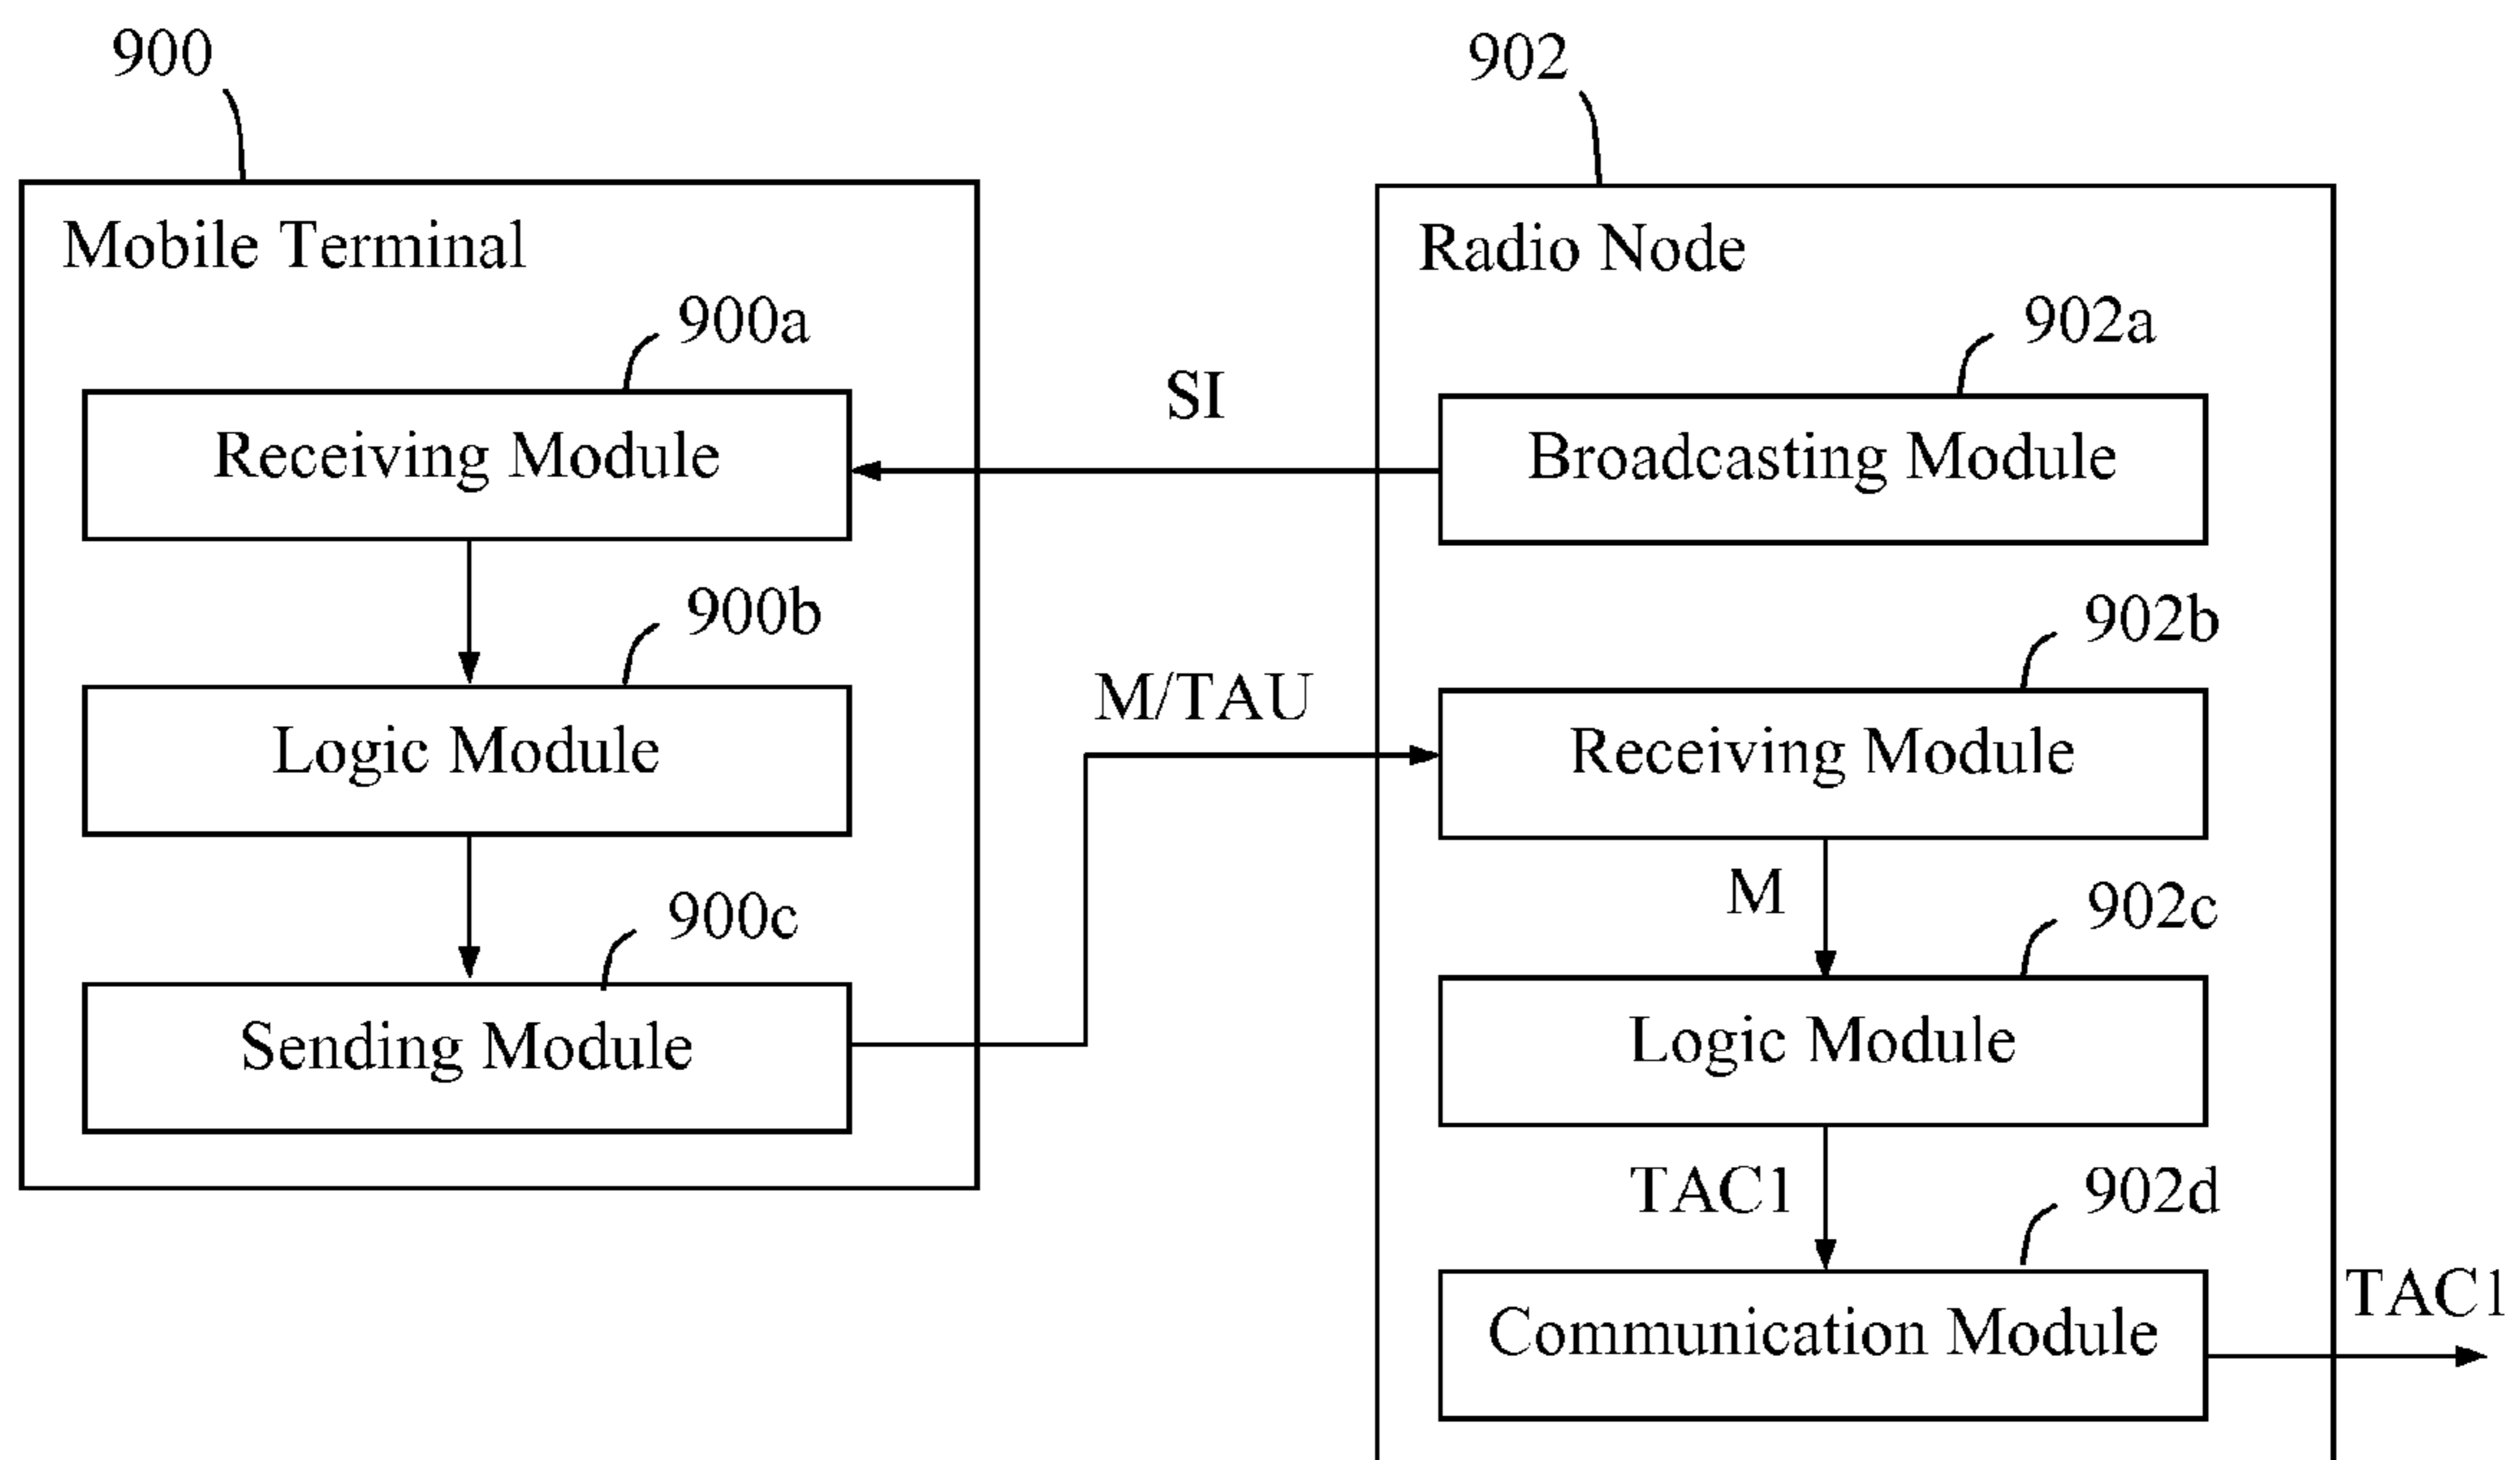 900
902
Mobile Terminal
Radio Node
900a
902a
SI
Receiving Module
Broadcasting Module
900b
902b
M/TAU
Logic Module
Receiving Module
M
900c
902c
Sending Module
Logic Module
TAC1
902d
TAC1
Communication Module